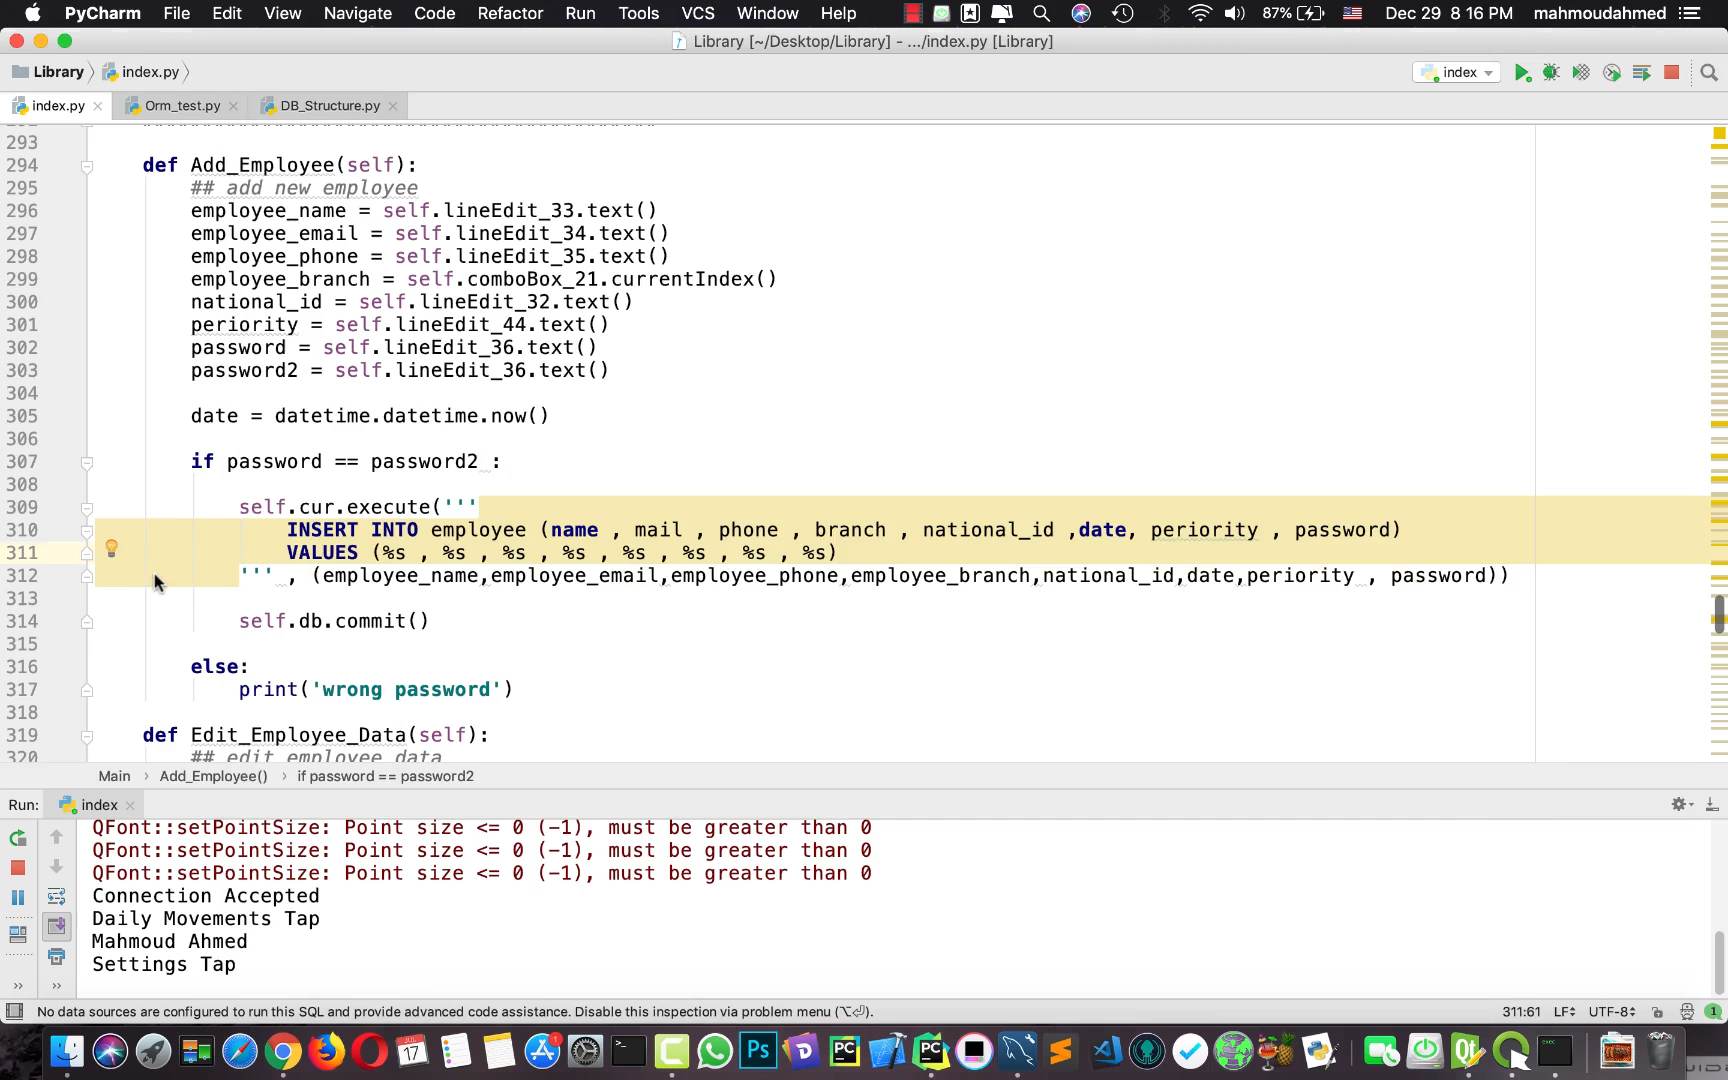 PyCharm File Edit View Navigate Code Refactor Run Tools VCS Window Help 87% Dec 29 8 16 PM mahmoudahmed
Library [~/Desktop/Library] - .../index.py [Library]
Library index.py index
index.py Orm_test.py DB_Structure.py
293
294 def Add_Employee(self):
295 ## add new employee
296 employee_name = self.lineEdit_33.text()
297 employee_email = self.lineEdit_34.text()
298 employee_phone = self.lineEdit_35.text()
299 employee_branch = self.comboBox_21.currentIndex()
300 national_id = self.lineEdit_32.text()
301 periority = self.lineEdit_44.text()
302 password = self.lineEdit_36.text()
303 password2 = self.lineEdit_36.text()
304
305 date = datetime.datetime.now()
306
307 if password == password2 :
308
309 self.cur.execute('''
310 INSERT INTO employee (name , mail , phone , branch , national_id ,date, periority , password)
311 VALUES (%s , %s , %s , %s , %s , %s , %s , %s)
312 ''' , (employee_name,employee_email,employee_phone,employee_branch,national_id,date,periority , password))
313
314 self.db.commit()
315
316 else:
317 print('wrong password')
318
319 def Edit_Employee_Data(self):
320 ## edit employee data
Main › Add_Employee() › if password == password2
Run: index
QFont::setPointSize: Point size <= 0 (-1), must be greater than 0
QFont::setPointSize: Point size <= 0 (-1), must be greater than 0
QFont::setPointSize: Point size <= 0 (-1), must be greater than 0
Connection Accepted
Daily Movements Tap
Mahmoud Ahmed
Settings Tap
No data sources are configured to run this SQL and provide advanced code assistance. Disable this inspection via problem menu (⌥⏎). 311:61 LF UTF-8 1
17 Ps PC PC Qt